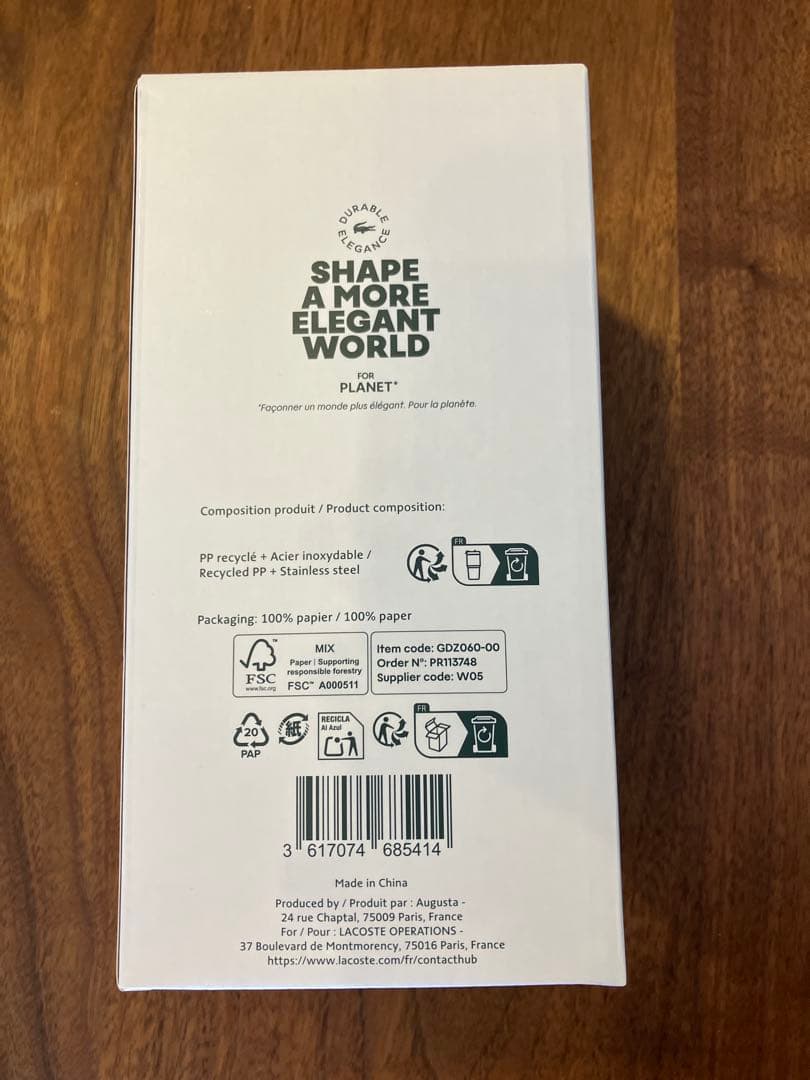 DURABLE ELEGANCE
SHAPE
A MORE
ELEGANT
WORLD
FOR
PLANET*
*Façonner un monde plus élégant. Pour la planète.
Composition produit / Product composition:
PP recyclé + Acier inoxydable /
Recycled PP + Stainless steel
FR
Packaging: 100% papier / 100% paper
FSC
www.fsc.org
MIX
Paper | Supporting
responsible forestry
FSC™ A000511
Item code: GDZ060-00
Order N°: PR113748
Supplier code: W05
20
PAP
紙
RECICLA
Al Azul
FR
3 617074 685414
Made in China
Produced by / Produit par : Augusta -
24 rue Chaptal, 75009 Paris, France
For / Pour : LACOSTE OPERATIONS -
37 Boulevard de Montmorency, 75016 Paris, France
https://www.lacoste.com/fr/contacthub